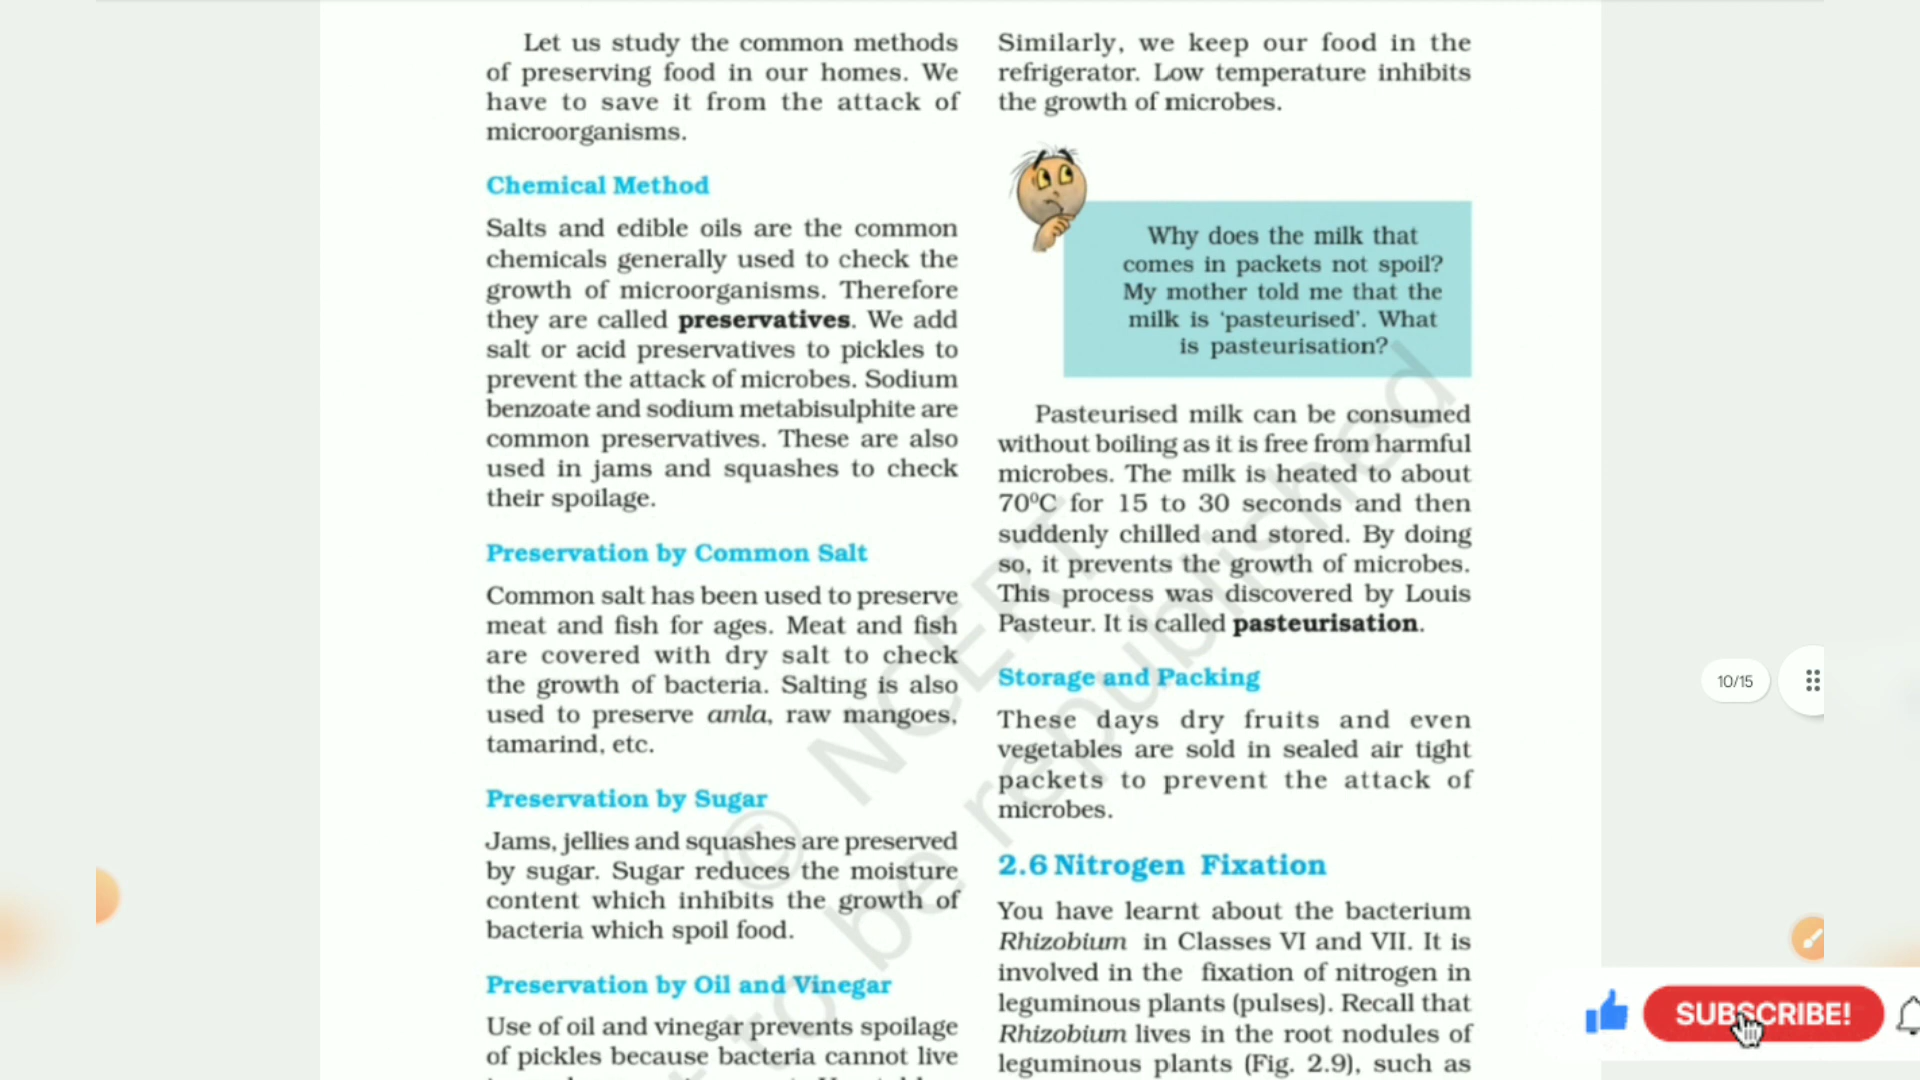 Let us study the common methods
of preserving food in our homes. We
have to save it from the attack of
microorganisms.
Chemical Method
Salts and edible oils are the common
chemicals generally used to check the
growth of microorganisms. Therefore
they are called preservatives. We add
salt or acid preservatives to pickles to
prevent the attack of microbes. Sodium
benzoate and sodium metabisulphite are
common preservatives. These are also
used in jams and squashes to check
their spoilage.
Preservation by Common Salt
Common salt has been used to preserve
meat and fish for ages. Meat and fish
are covered with dry salt to check
the growth of bacteria. Salting is also
used to preserve amla, raw mangoes,
tamarind, etc.
Preservation by Sugar
Jams, jellies and squashes are preserved
by sugar. Sugar reduces the moisture
content which inhibits the growth of
bacteria which spoil food.
Preservation by Oil and Vinegar
Use of oil and vinegar prevents spoilage
of pickles because bacteria cannot live
Similarly, we keep our food in the
refrigerator. Low temperature inhibits
the growth of microbes.
Why does the milk that
comes in packets not spoil?
My mother told me that the
milk is ‘pasteurised’. What
is pasteurisation?
Pasteurised milk can be consumed
without boiling as it is free from harmful
microbes. The milk is heated to about
70⁰C for 15 to 30 seconds and then
suddenly chilled and stored. By doing
so, it prevents the growth of microbes.
This process was discovered by Louis
Pasteur. It is called pasteurisation.
Storage and Packing
These days dry fruits and even
vegetables are sold in sealed air tight
packets to prevent the attack of
microbes.
2.6 Nitrogen Fixation
You have learnt about the bacterium
Rhizobium in Classes VI and VII. It is
involved in the fixation of nitrogen in
leguminous plants (pulses). Recall that
Rhizobium lives in the root nodules of
leguminous plants (Fig. 2.9), such as
© NCERT
to be republished
10/15
SUBSCRIBE!